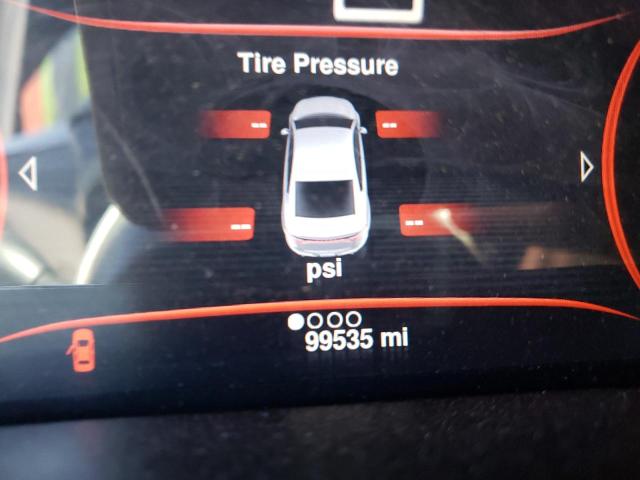 Tire Pressure
-- --
-- --
psi
99535 mi